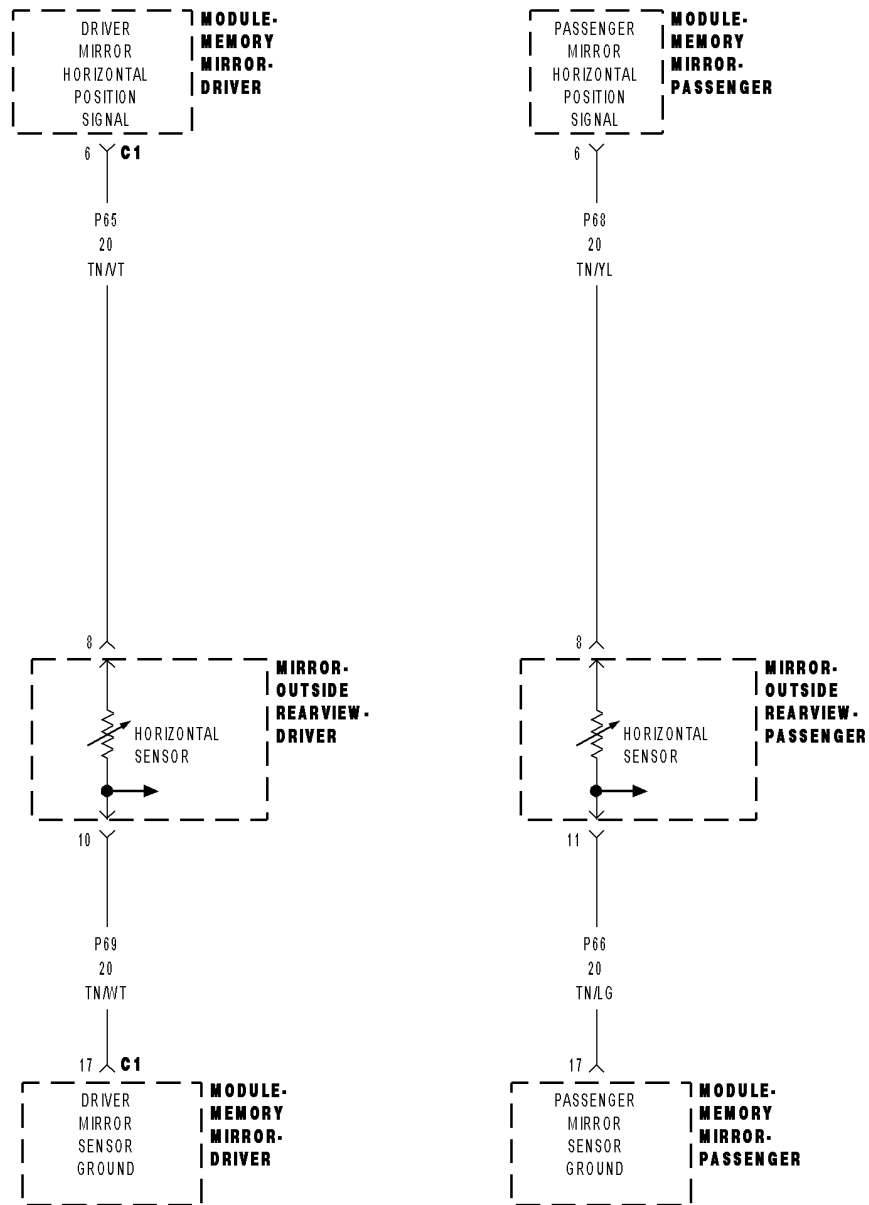 DRIVER
MIRROR
HORIZONTAL
POSITION
SIGNAL
MODULE-
MEMORY
MIRROR-
DRIVER
6 C1
P65
20
TN/VT
8
MIRROR-
OUTSIDE
REARVIEW-
DRIVER
HORIZONTAL
SENSOR
10
P69
20
TN/WT
17 C1
DRIVER
MIRROR
SENSOR
GROUND
MODULE-
MEMORY
MIRROR-
DRIVER
PASSENGER
MIRROR
HORIZONTAL
POSITION
SIGNAL
MODULE-
MEMORY
MIRROR-
PASSENGER
6
P68
20
TN/YL
8
MIRROR-
OUTSIDE
REARVIEW-
PASSENGER
HORIZONTAL
SENSOR
11
P66
20
TN/LG
17
PASSENGER
MIRROR
SENSOR
GROUND
MODULE-
MEMORY
MIRROR-
PASSENGER